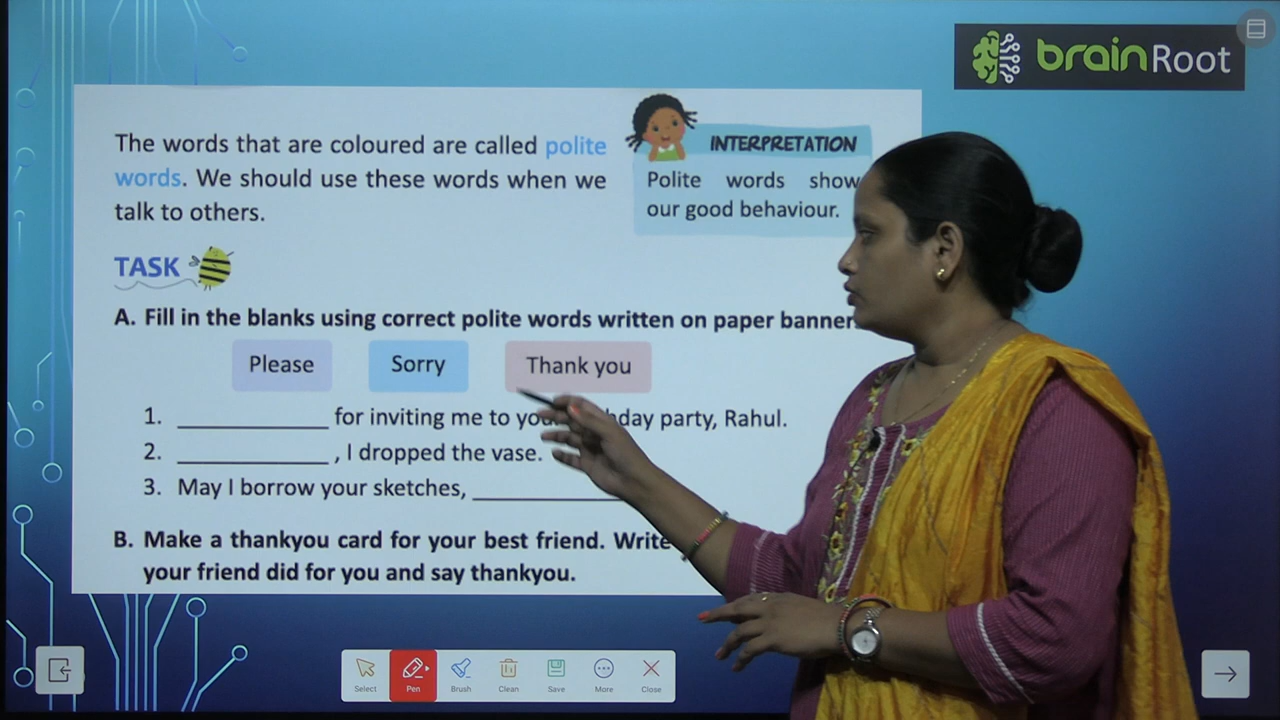 brainRoot
The words that are coloured are called polite
words. We should use these words when we
talk to others.
INTERPRETATION
Polite words show
our good behaviour.
TASK
A. Fill in the blanks using correct polite words written on paper banner
Please Sorry Thank you
1. ____________ for inviting me to day party, Rahul.
2. ____________ , I dropped the vase.
3. May I borrow your sketches, ____________
B. Make a thankyou card for your best friend. Write
your friend did for you and say thankyou.
Select Pen Brush Clean Save More Close